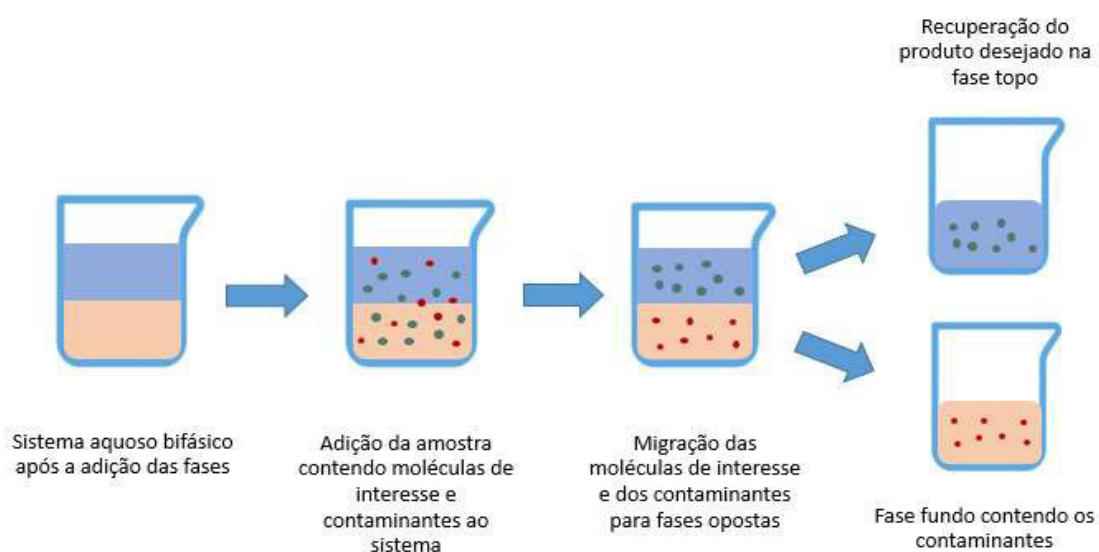 Recuperação do
produto desejado na
fase topo
Sistema aquoso bifásico
após a adição das fases
Adição da amostra
contendo moléculas de
interesse e
contaminantes ao
sistema
Migração das
moléculas de interesse
e dos contaminantes
para fases opostas
Fase fundo contendo os
contaminantes